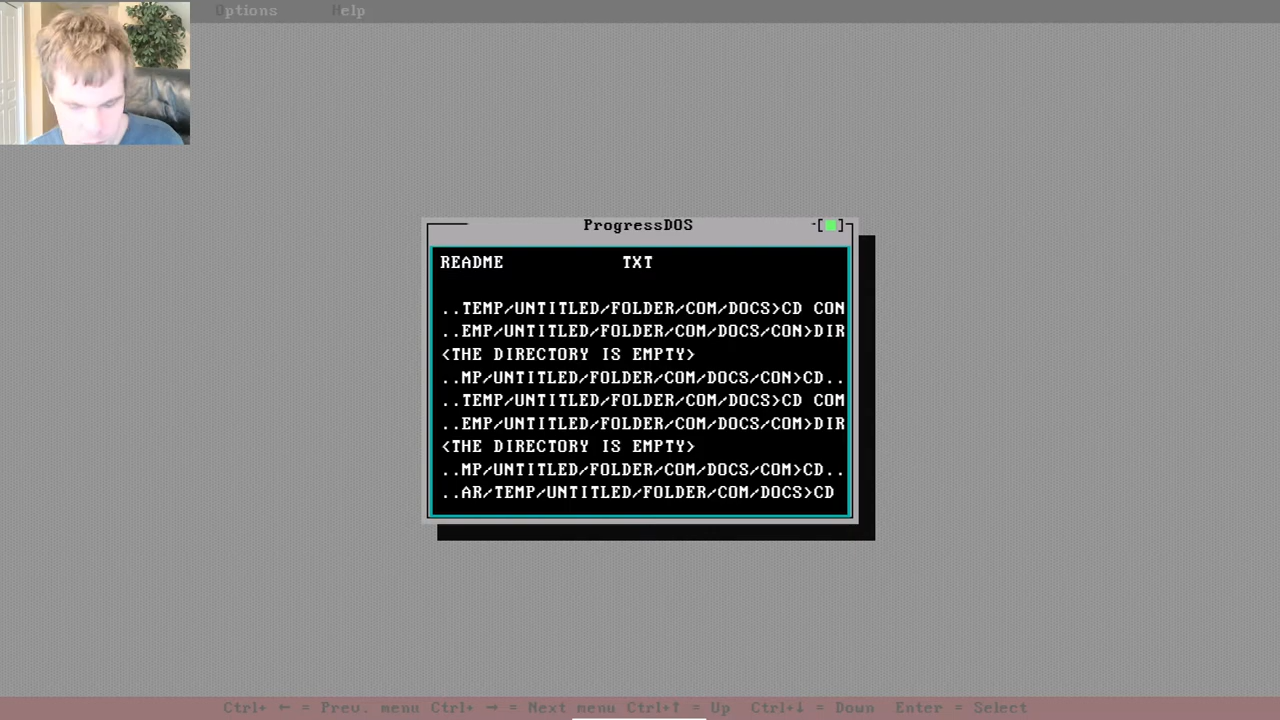 Options Help
ProgressDOS
README TXT
..TEMP/UNTITLED/FOLDER/COM/DOCS>CD CON
..EMP/UNTITLED/FOLDER/COM/DOCS/CON>DIR
<THE DIRECTORY IS EMPTY>
..MP/UNTITLED/FOLDER/COM/DOCS/CON>CD..
..TEMP/UNTITLED/FOLDER/COM/DOCS>CD COM
..EMP/UNTITLED/FOLDER/COM/DOCS/COM>DIR
<THE DIRECTORY IS EMPTY>
..MP/UNTITLED/FOLDER/COM/DOCS/COM>CD..
..AR/TEMP/UNTITLED/FOLDER/COM/DOCS>CD
Ctrl+ ← = Prev. menu Ctrl+ → = Next menu Ctrl+↑ = Up Ctrl+↓ = Down Enter = Select